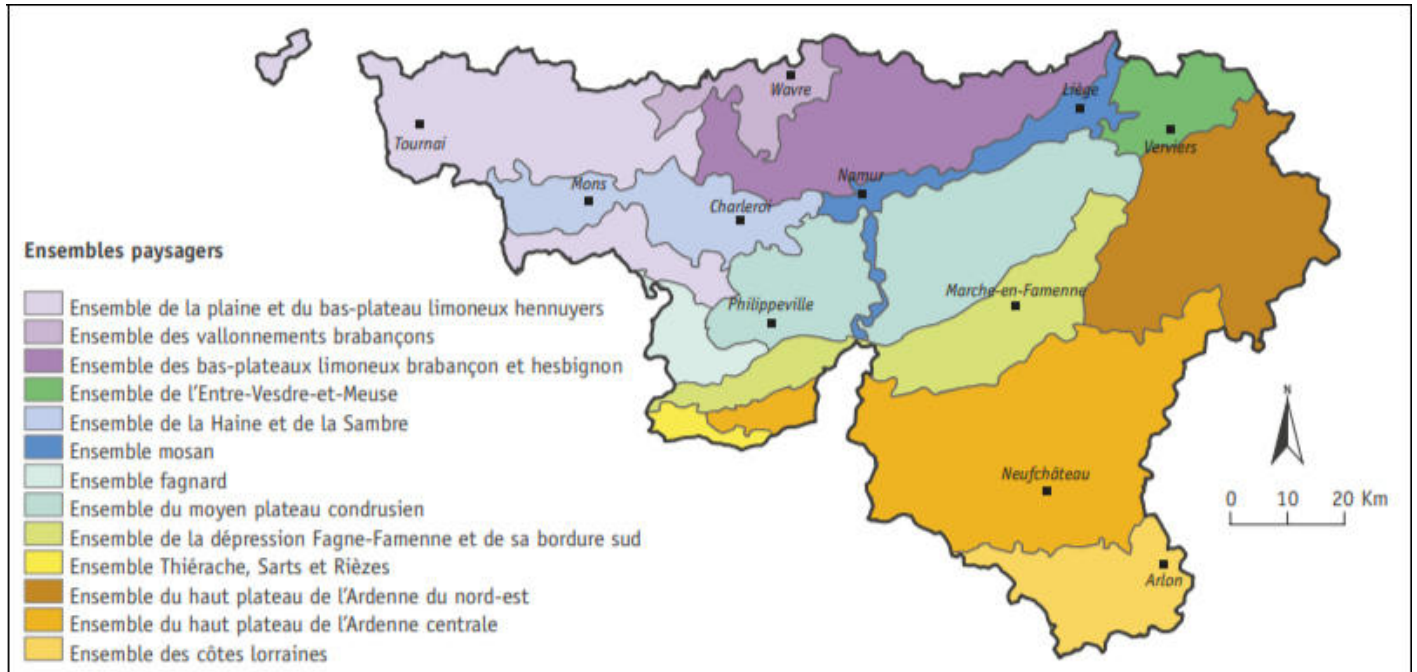 Wavre
Liège
Tournai
Verviers
Mons
Namur
Charleroi
Ensembles paysagers
Marche-en-Famenne
Philippeville
Ensemble de la plaine et du bas-plateau limoneux hennuyers
Ensemble des vallonnements brabançons
Ensemble des bas-plateaux limoneux brabançon et hesbignon
Ensemble de l'Entre-Vesdre-et-Meuse
Ensemble de la Haine et de la Sambre
Ensemble mosan
Ensemble fagnard
Ensemble du moyen plateau condrusien
Ensemble de la dépression Fagne-Famenne et de sa bordure sud
Ensemble Thiérache, Sarts et Rièzes
Ensemble du haut plateau de l'Ardenne du nord-est
Ensemble du haut plateau de l'Ardenne centrale
Ensemble des côtes lorraines
N
Neufchâteau
0 10 20 Km
Arlon